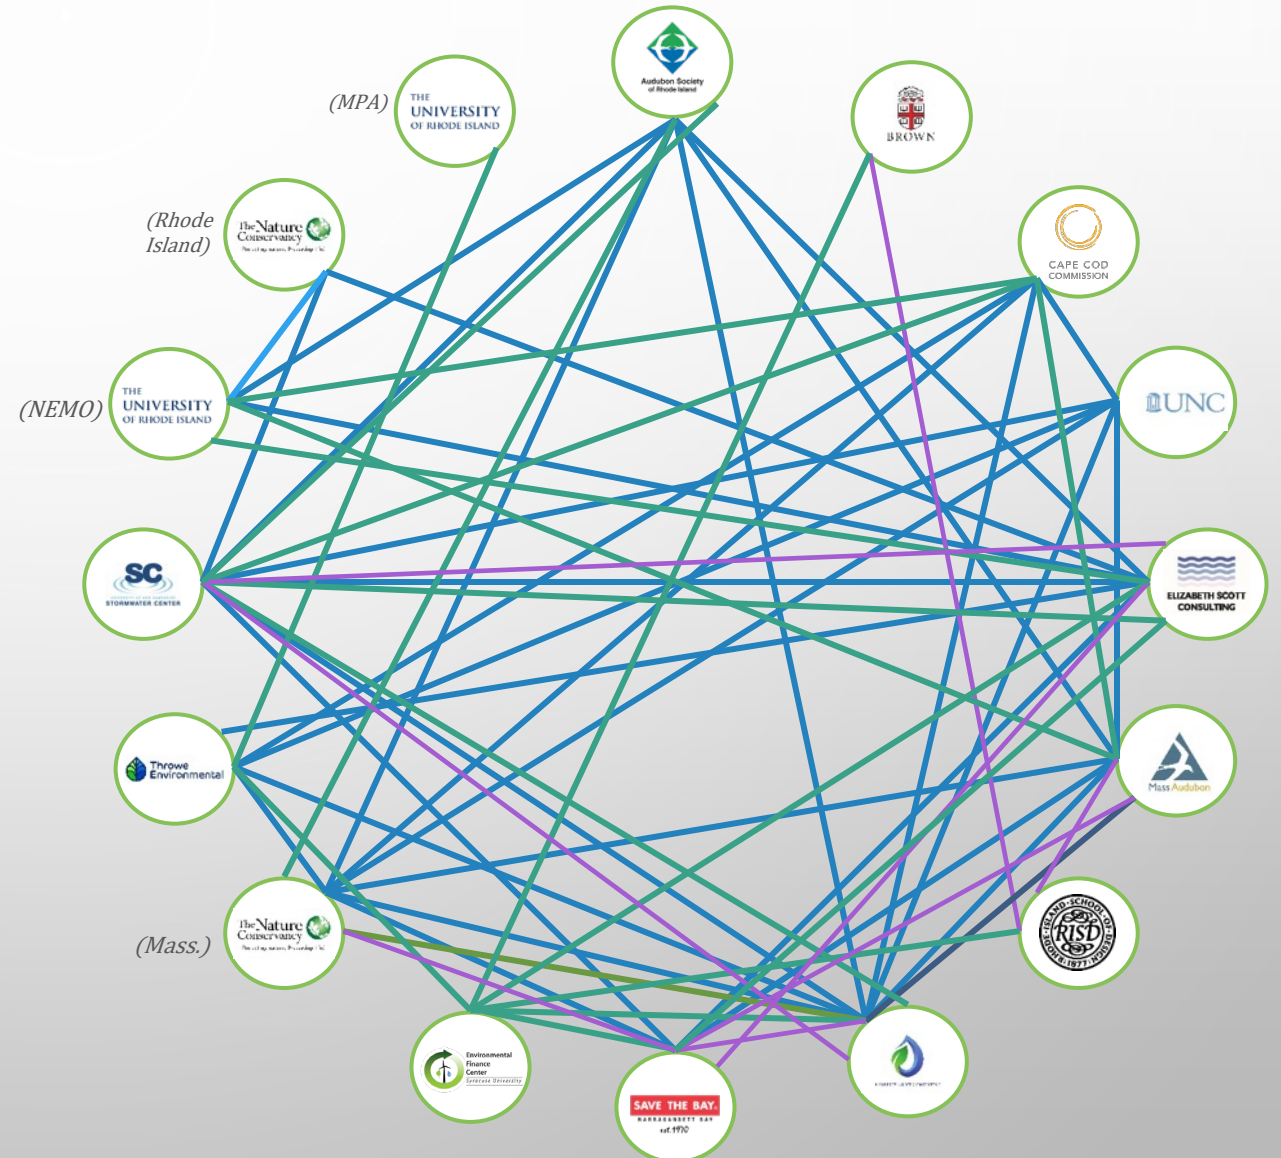 Audubon Society
of Rhode Island
(MPA)
THE
UNIVERSITY
OF RHODE ISLAND
BROWN
(Rhode
Island)
The Nature
Conservancy
CAPE COD
COMMISSION
(NEMO)
THE
UNIVERSITY
OF RHODE ISLAND
UNC
SC
STORMWATER CENTER
ELIZABETH SCOTT
CONSULTING
Throwe
Environmental
Mass Audubon
(Mass.)
The Nature
Conservancy
RHODE·ISLAND·SCHOOL·OF·DESIGN
RISD
·1877·
Environmental
Finance
Center
Syracuse University
SAVE THE BAY.
NARRAGANSETT BAY
est. 1970